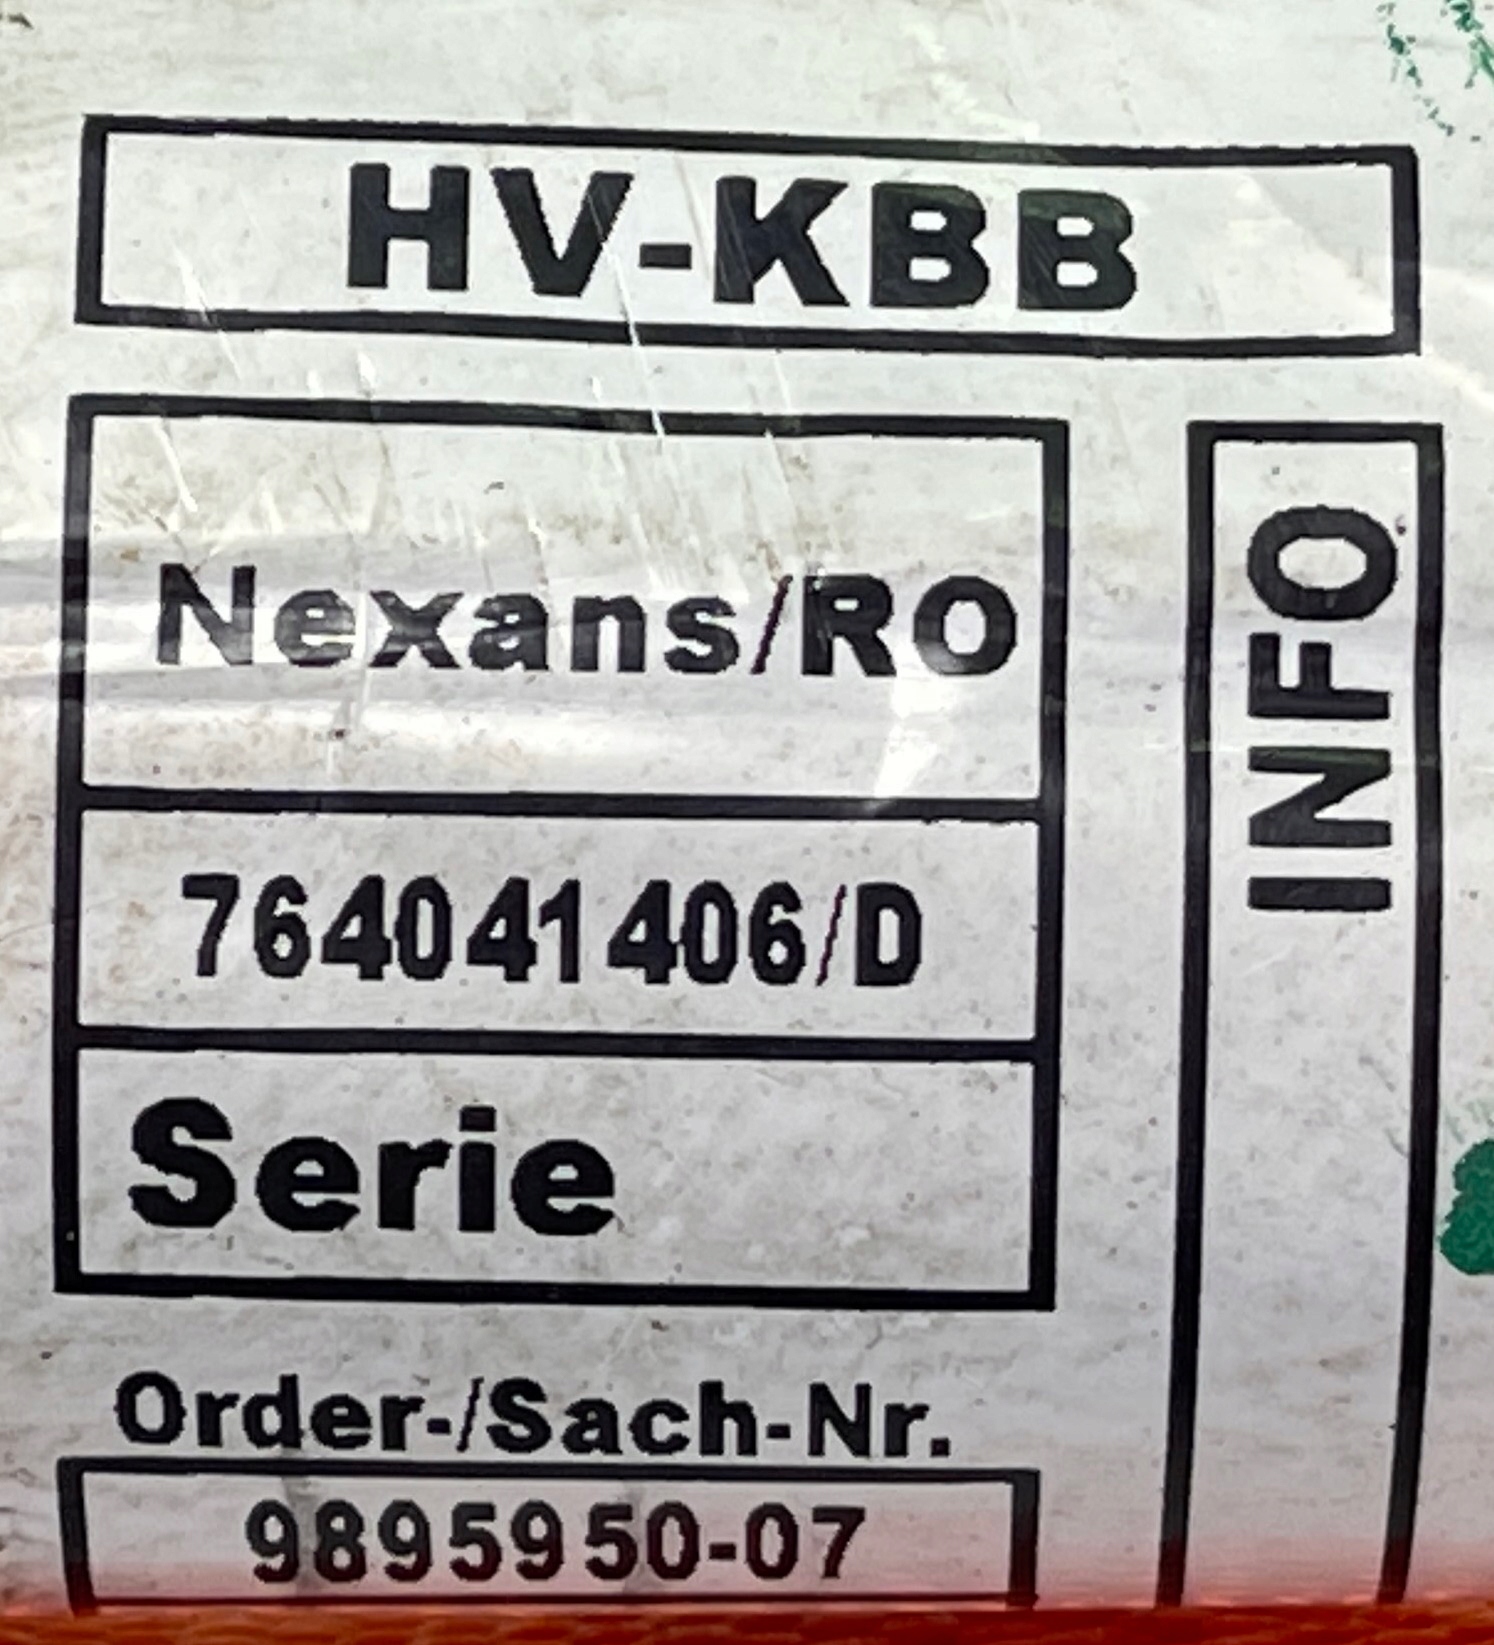 HV-KBB
Nexans/RO
764041406/D
Serie
Order-/Sach-Nr.
9895950-07
INFO